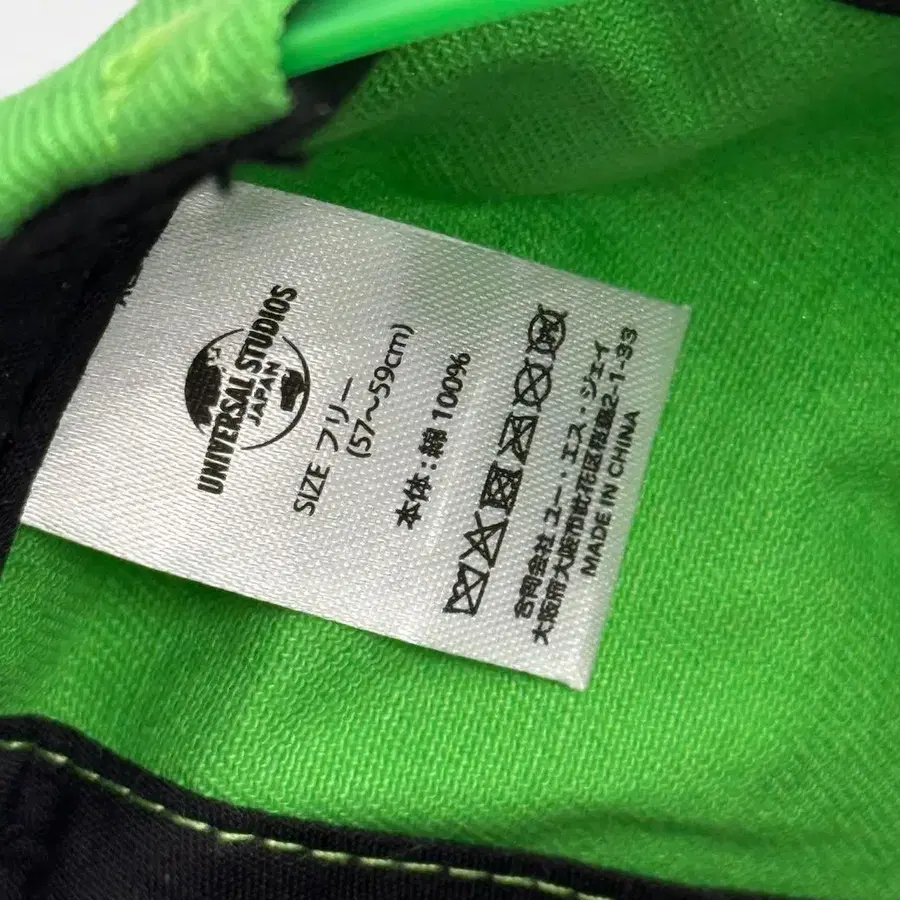 UNIVERSAL STUDIOS
JAPAN
SIZE フリー
(57～59cm)
本体：綿 100%
合同会社 ユー・エス・ジェイ
大阪府大阪市此花区桜島2-1-33
MADE IN CHINA